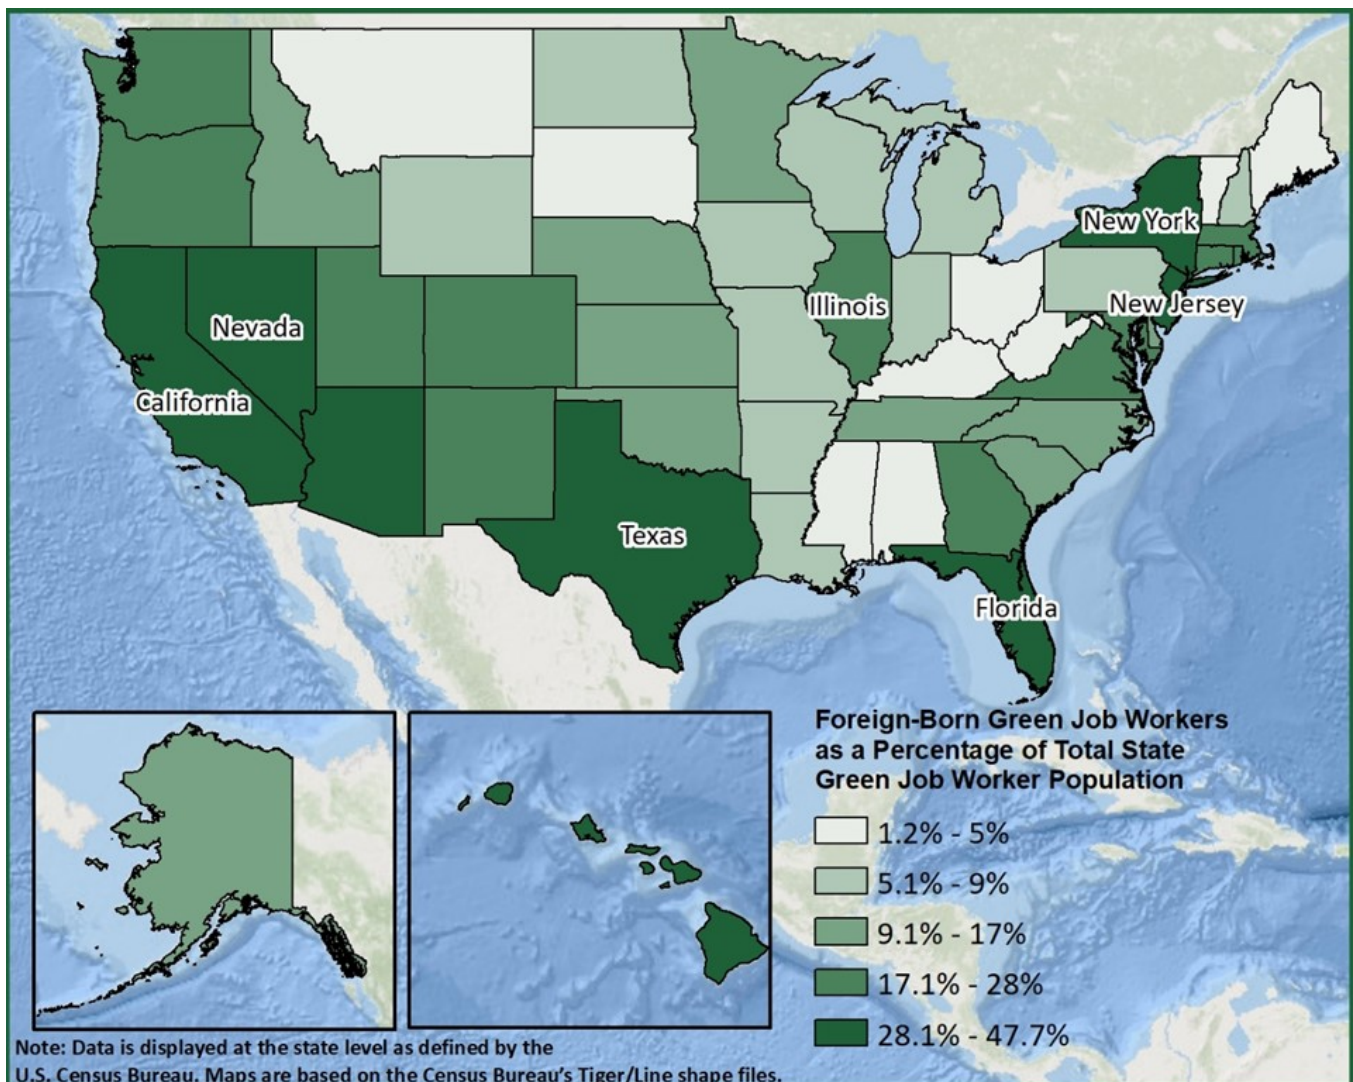 New York
Illinois
New Jersey
Nevada
California
Texas
Florida
Foreign-Born Green Job Workers
as a Percentage of Total State
Green Job Worker Population
1.2% - 5%
5.1% - 9%
9.1% - 17%
17.1% - 28%
28.1% - 47.7%
Note: Data is displayed at the state level as defined by the
U.S. Census Bureau. Maps are based on the Census Bureau's Tiger/Line shape files.